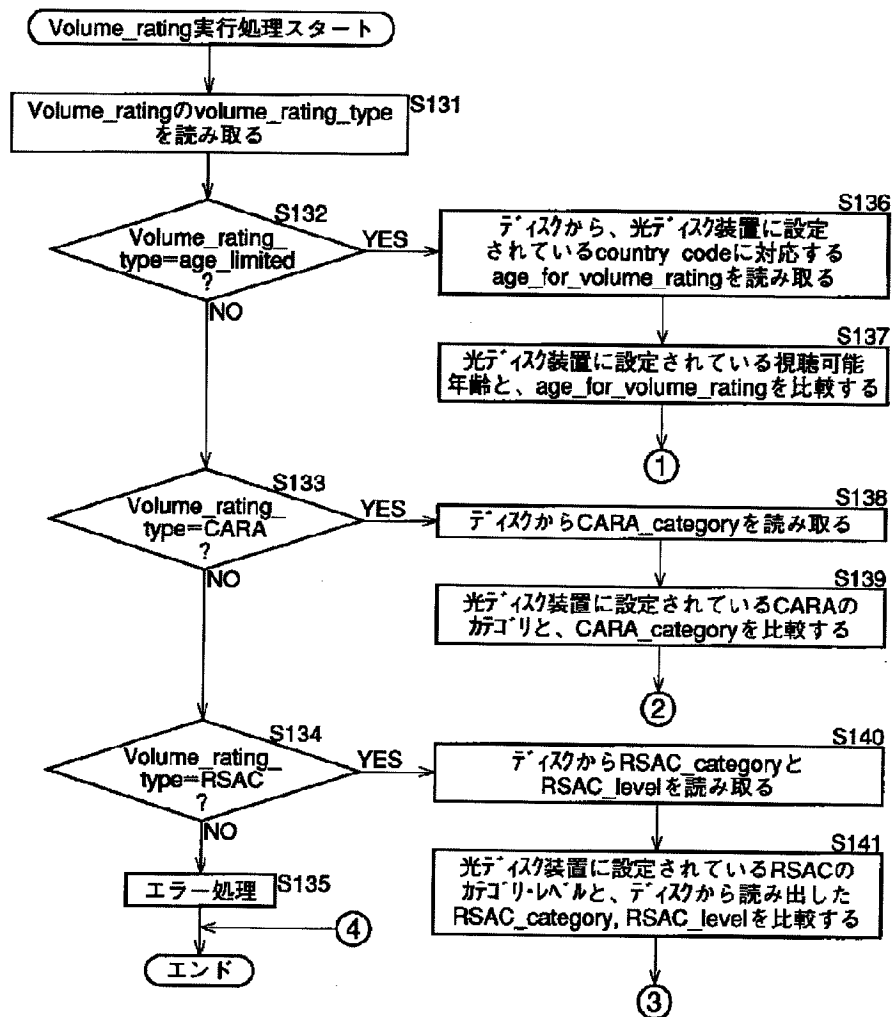 Volume_rating実行処理スタート
S131
Volume_ratingのvolume_rating_type
を読み取る
S132
Volume_rating_
type=age_limited
?
YES
NO
S136
ディスクから、光ディスク装置に設定
されているcountry codeに対応する
age_for_volume_ratingを読み取る
S137
光ディスク装置に設定されている視聴可能
年齢と、age_for_volume_ratingを比較する
①
S133
Volume_rating_
type=CARA
?
YES
NO
S138
ディスクからCARA_categoryを読み取る
S139
光ディスク装置に設定されているCARAの
カテゴリと、CARA_categoryを比較する
②
S134
Volume_rating_
type=RSAC
?
YES
NO
S140
ディスクからRSAC_categoryと
RSAC_levelを読み取る
S141
光ディスク装置に設定されているRSACの
カテゴリ・レベルと、ディスクから読み出した
RSAC_category, RSAC_levelを比較する
③
エラー処理
S135
④
エンド